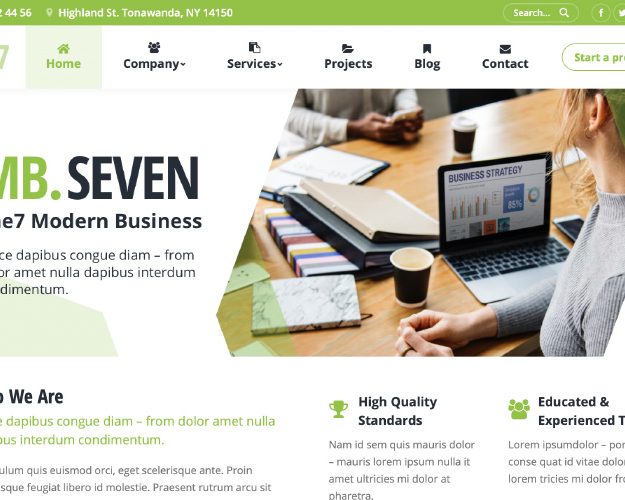 2 44 56 Highland St. Tonawanda, NY 14150 Search...
7
Home Company Services Projects Blog Contact Start a pr
MB. SEVEN
e7 Modern Business
ce dapibus congue diam – from
or amet nulla dapibus interdum
dimentum.
BUSINESS STRATEGY
85%
o We Are
e dapibus congue diam – from dolor amet nulla
bus interdum condimentum.
ulum quis euismod orci, eget scelerisque ante. Proin
sque feugiat libero id molestie. Praesent rutrum arcu sit
High Quality
Standards
Nam id sem quis mauris dolor
– mauris lorem ipsum nulla it
amet ultricies mi dolor at
pharetra.
Educated &
Experienced T
Lorem ipsumdolor – por
conse quat id vitae dolor
lorem tricies mi dolor fro